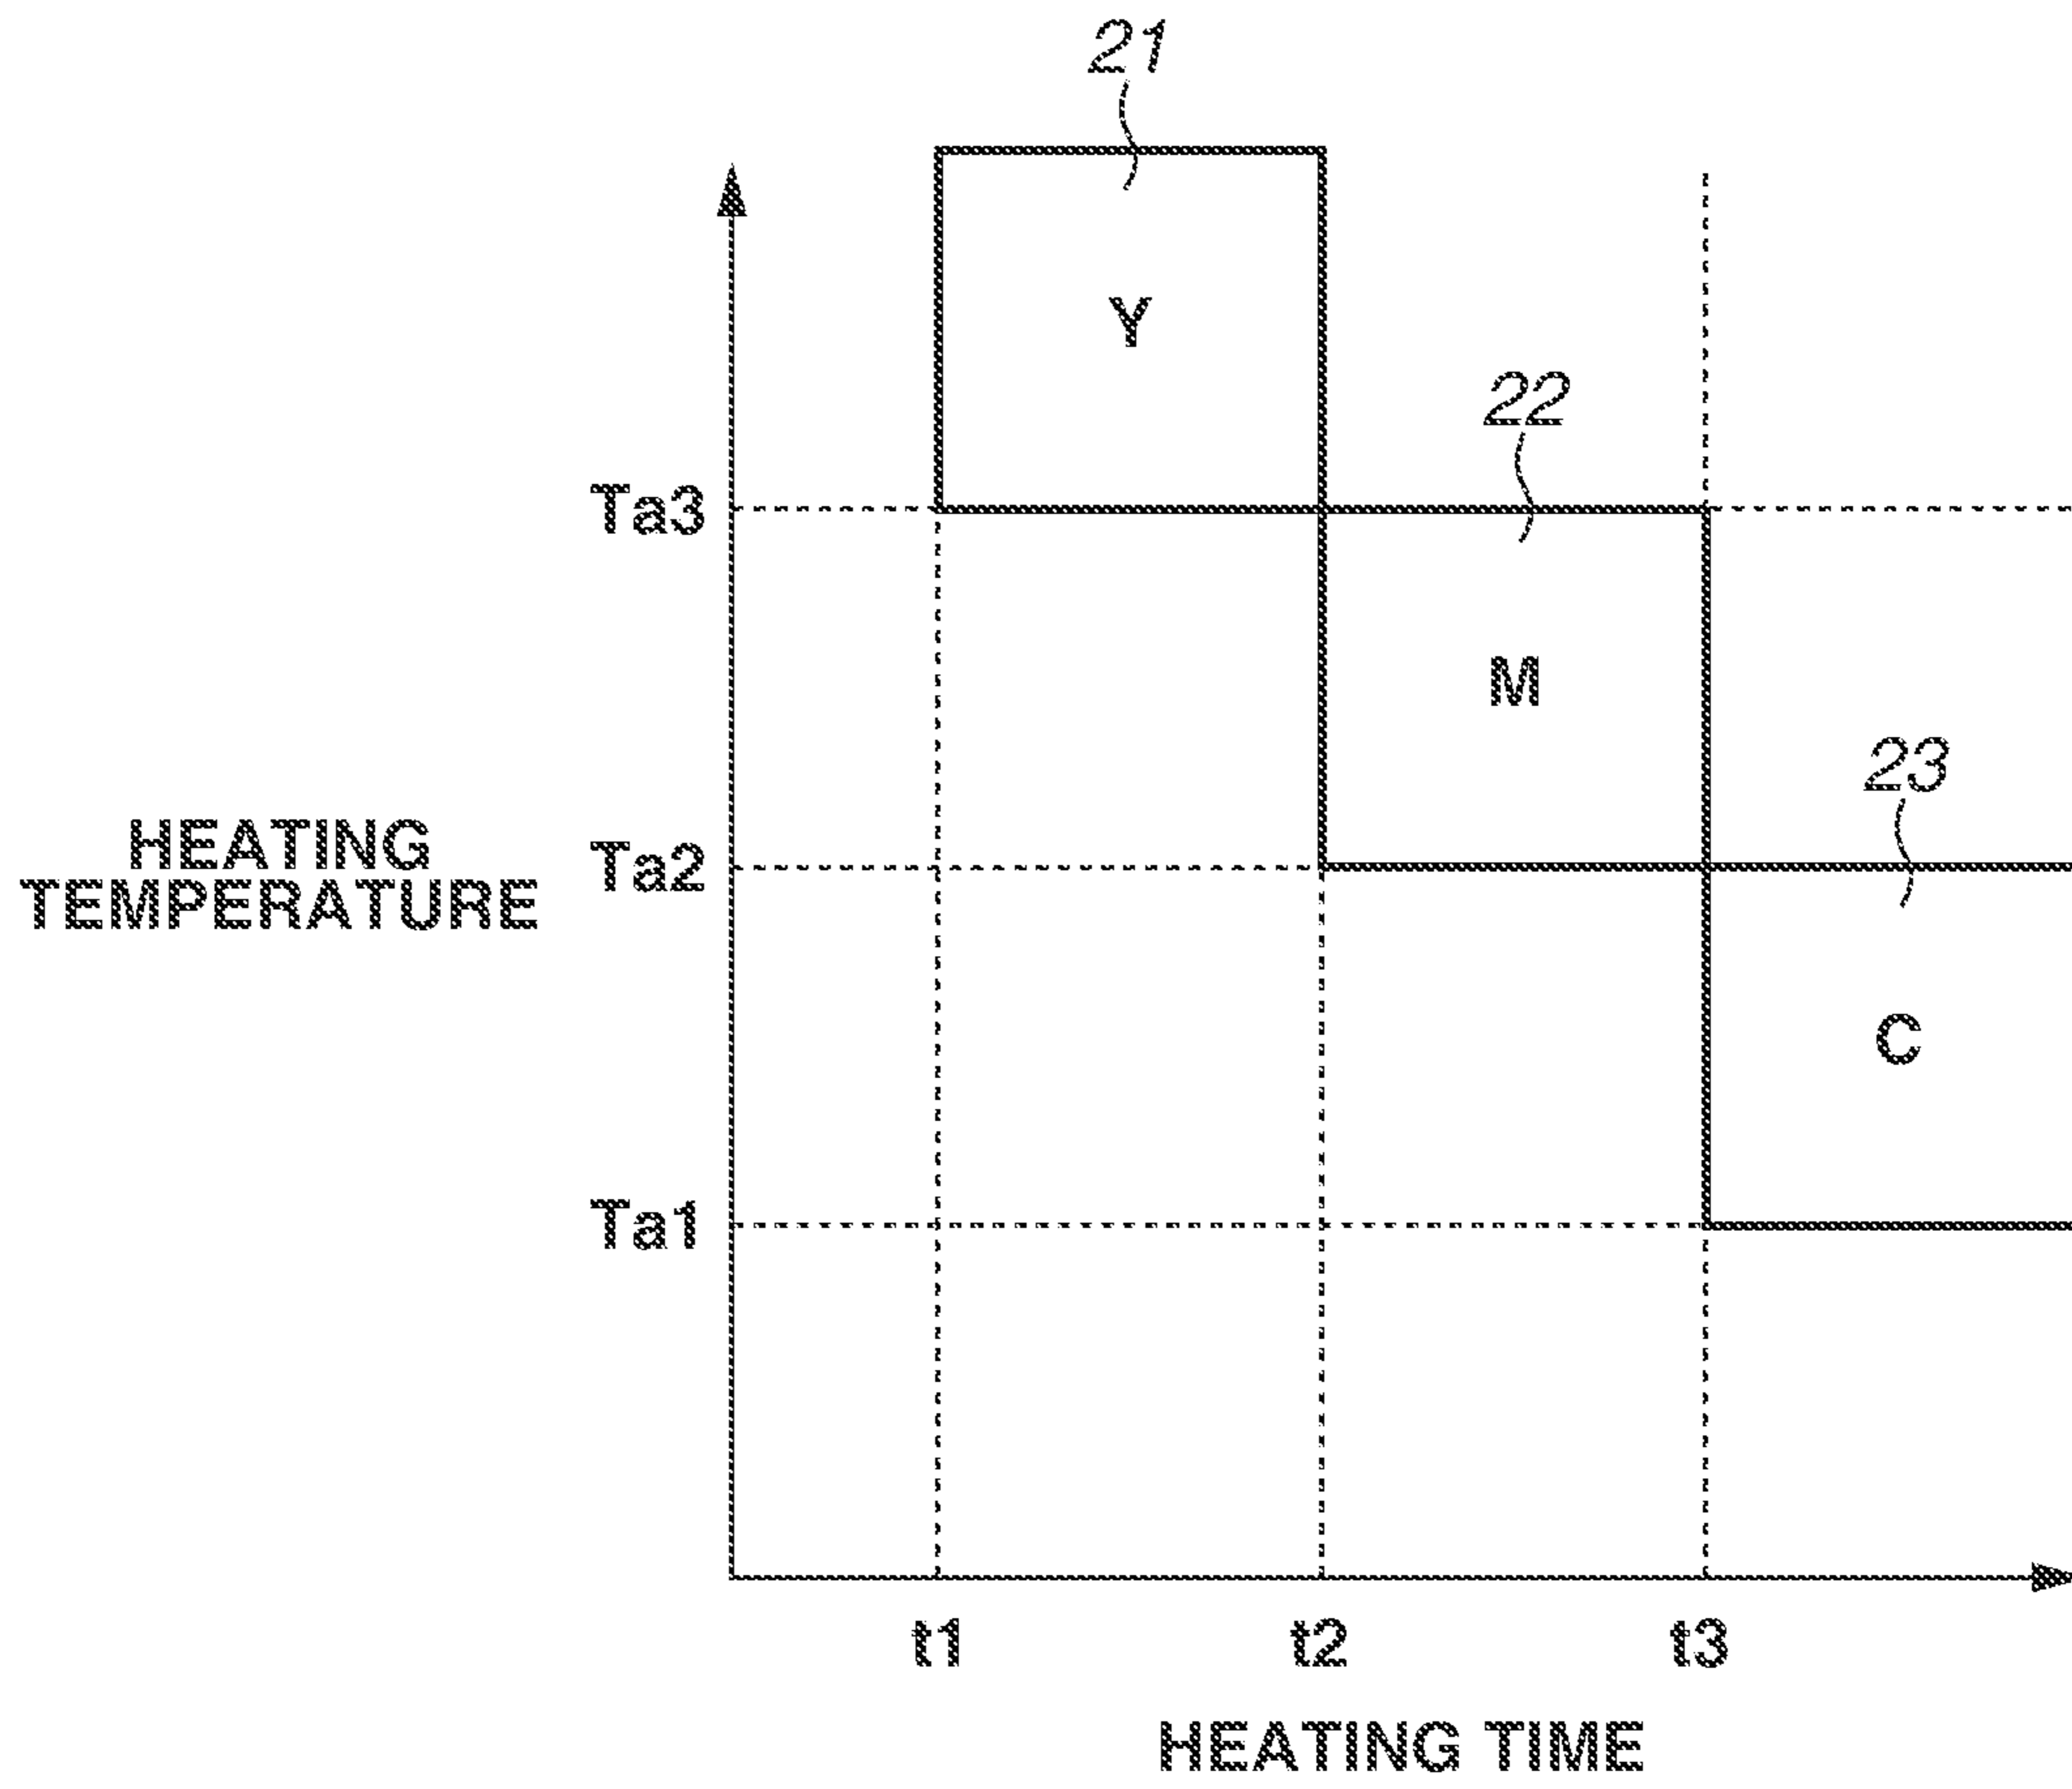 21
Y
22
Ta3
M
23
HEATING
TEMPERATURE
Ta2
C
Ta1
t1 t2 t3
HEATING TIME